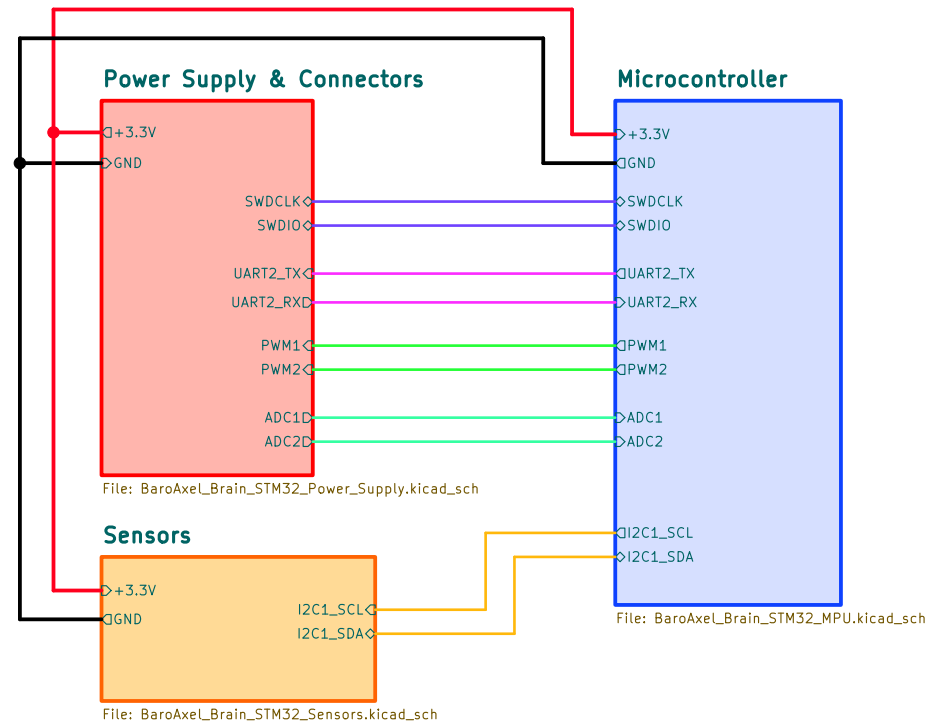 Power Supply & Connectors
+3.3V
GND
SWDCLK
SWDIO
UART2_TX
UART2_RX
PWM1
PWM2
ADC1
ADC2
File: BaroAxel_Brain_STM32_Power_Supply.kicad_sch
Microcontroller
+3.3V
GND
SWDCLK
SWDIO
UART2_TX
UART2_RX
PWM1
PWM2
ADC1
ADC2
I2C1_SCL
I2C1_SDA
File: BaroAxel_Brain_STM32_MPU.kicad_sch
Sensors
+3.3V
GND
I2C1_SCL
I2C1_SDA
File: BaroAxel_Brain_STM32_Sensors.kicad_sch